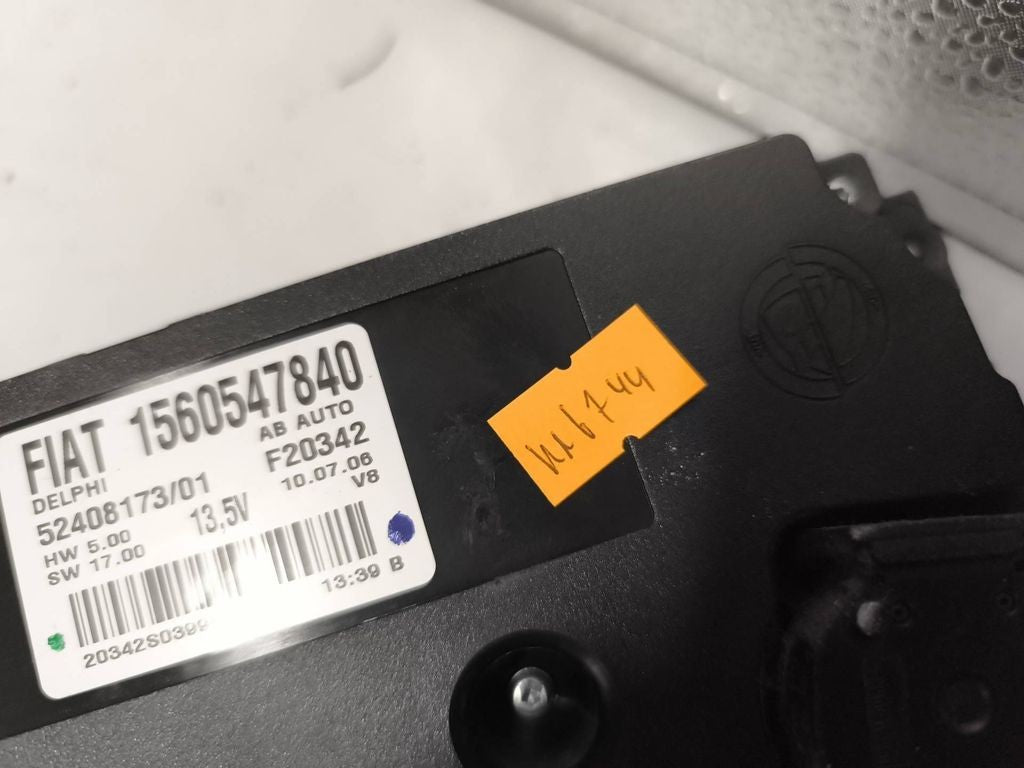 FIAT 1560547840
DELPHI AB AUTO
52408173/01 F20342
HW 5.00 13,5V 10.07.06
SW 17.00 V8
13:39 B
20342S0399
6744